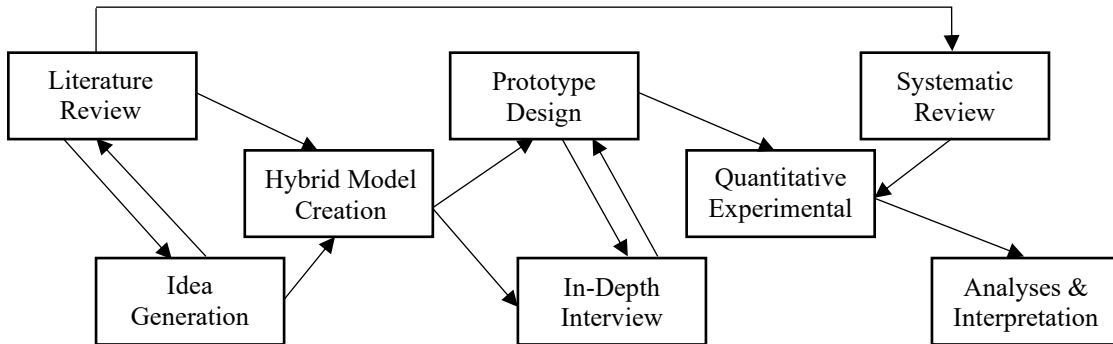 Literature
Review
Prototype
Design
Systematic
Review
Hybrid Model
Creation
Quantitative
Experimental
Idea
Generation
In-Depth
Interview
Analyses &
Interpretation